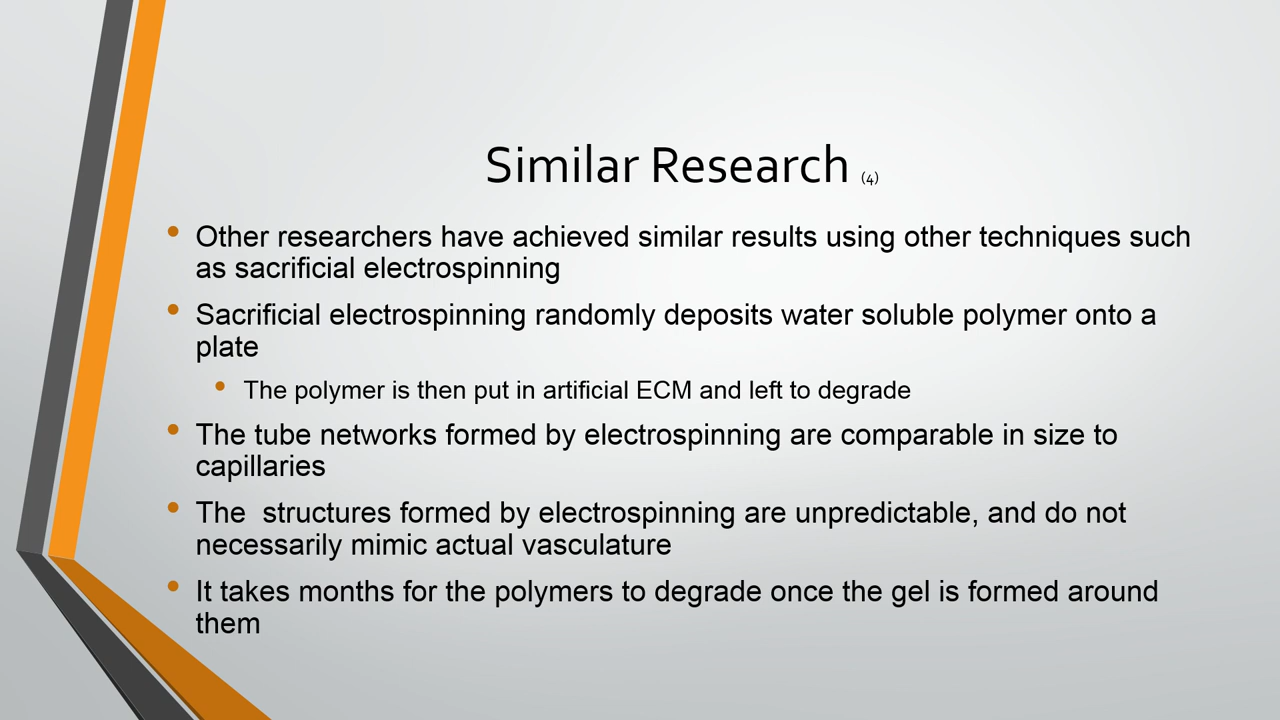 Similar Research (4)
• Other researchers have achieved similar results using other techniques such
as sacrificial electrospinning
• Sacrificial electrospinning randomly deposits water soluble polymer onto a
plate
• The polymer is then put in artificial ECM and left to degrade
• The tube networks formed by electrospinning are comparable in size to
capillaries
• The  structures formed by electrospinning are unpredictable, and do not
necessarily mimic actual vasculature
• It takes months for the polymers to degrade once the gel is formed around
them